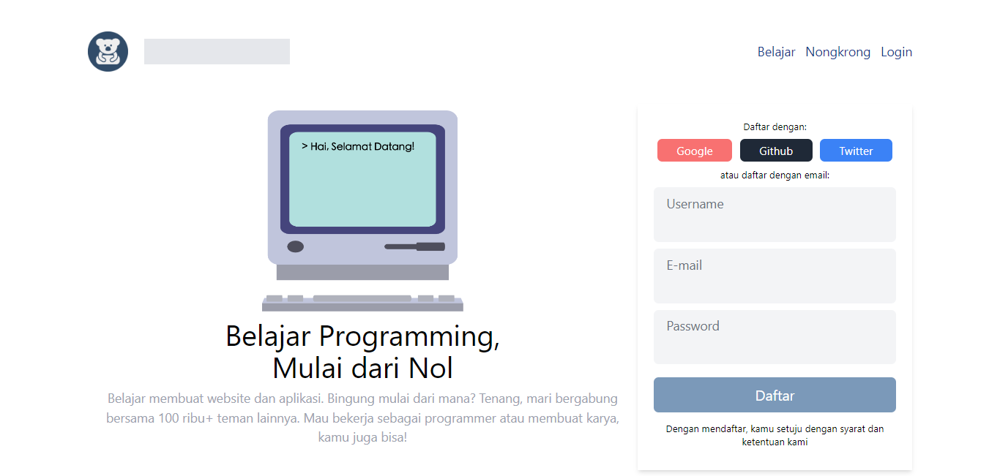 Belajar Nongkrong Login
> Hai, Selamat Datang!
Belajar Programming,
Mulai dari Nol
Belajar membuat website dan aplikasi. Bingung mulai dari mana? Tenang, mari bergabung
bersama 100 ribu+ teman lainnya. Mau bekerja sebagai programmer atau membuat karya,
kamu juga bisa!
Daftar dengan:
Google Github Twitter
atau daftar dengan email:
Username
E-mail
Password
Daftar
Dengan mendaftar, kamu setuju dengan syarat dan
ketentuan kami